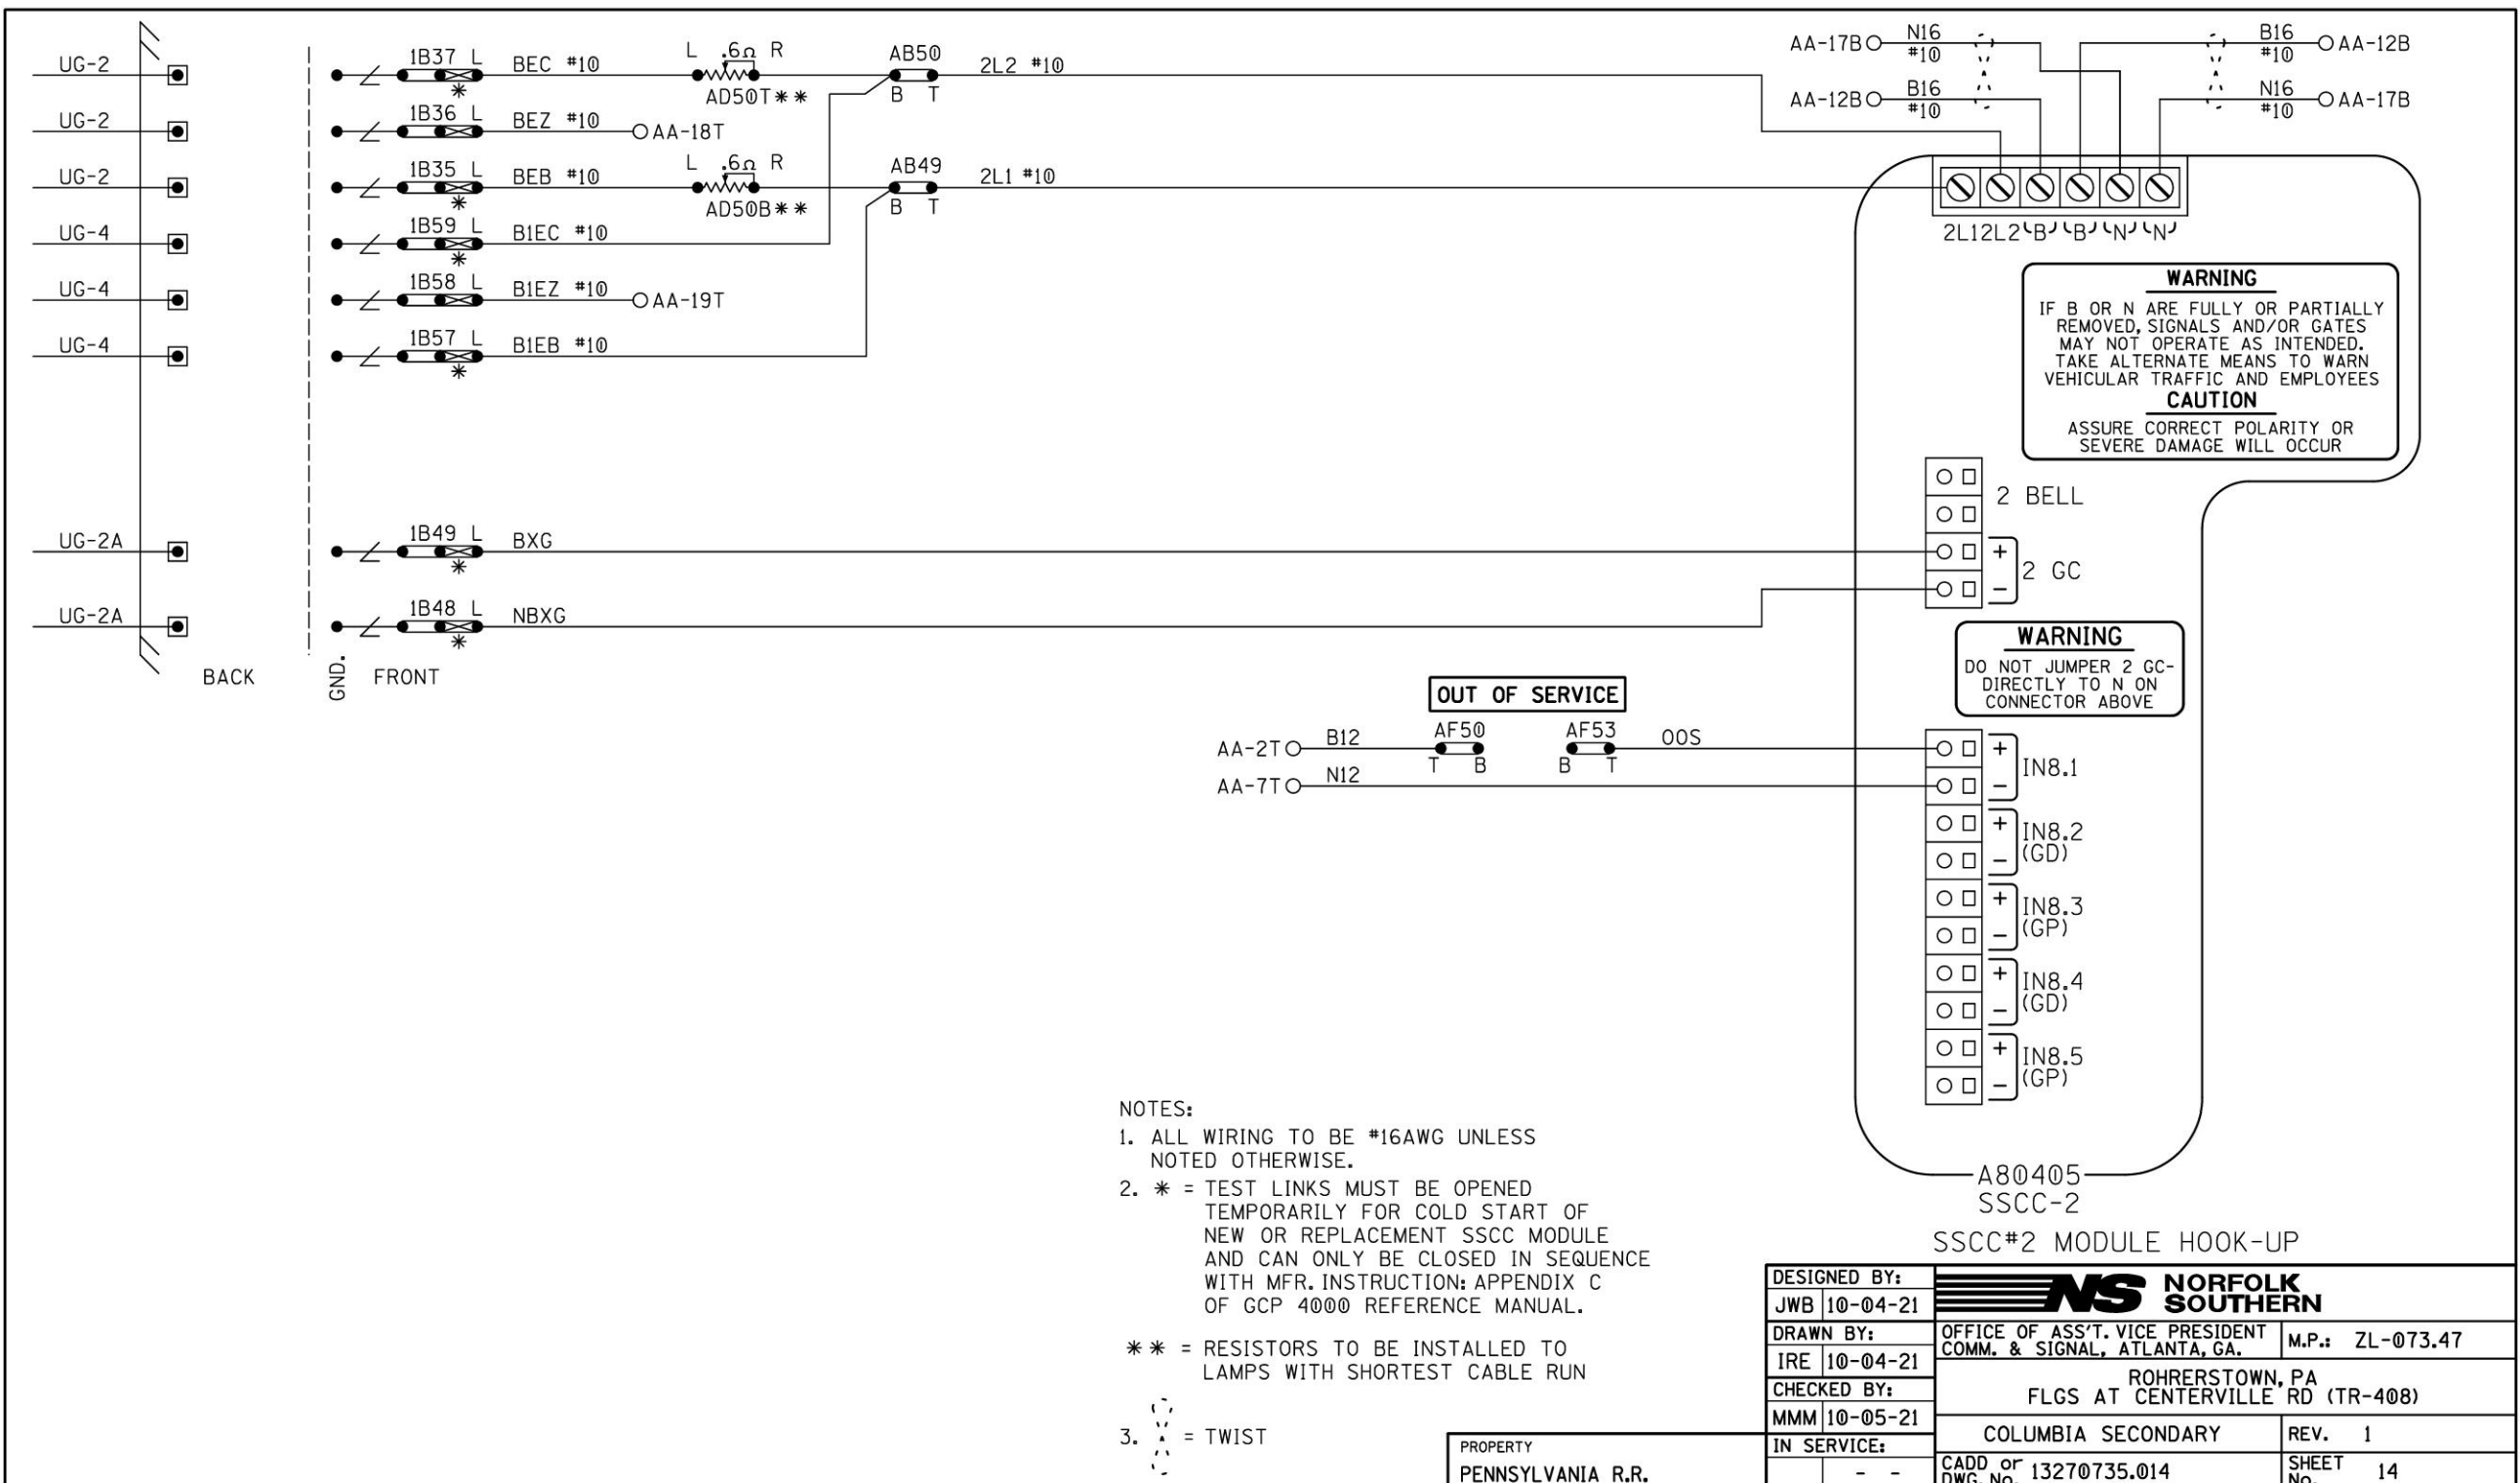 UG-2
1B37 L
BEC #10
L .6Ω R
AD50T**
AB50
B T
2L2 #10
UG-2
1B36 L
BEZ #10
AA-18T
UG-2
1B35 L
BEB #10
L .6Ω R
AD50B**
AB49
B T
2L1 #10
UG-4
1B59 L
B1EC #10
UG-4
1B58 L
B1EZ #10
AA-19T
UG-4
1B57 L
B1EB #10
UG-2A
1B49 L
BXG
UG-2A
1B48 L
NBXG
BACK
GND.
FRONT
AA-17B N16 #10
AA-12B B16 #10
B16 #10 AA-12B
N16 #10 AA-17B
2L1 2L2 B B N N
WARNING
IF B OR N ARE FULLY OR PARTIALLY
REMOVED, SIGNALS AND/OR GATES
MAY NOT OPERATE AS INTENDED.
TAKE ALTERNATE MEANS TO WARN
VEHICULAR TRAFFIC AND EMPLOYEES
CAUTION
ASSURE CORRECT POLARITY OR
SEVERE DAMAGE WILL OCCUR
2 BELL
+
2 GC
-
WARNING
DO NOT JUMPER 2 GC-
DIRECTLY TO N ON
CONNECTOR ABOVE
OUT OF SERVICE
AA-2T B12
AF50
T B
AF53
B T
OOS
AA-7T N12
+
IN8.1
-
+
IN8.2
(GD)
-
+
IN8.3
(GP)
-
+
IN8.4
(GD)
-
+
IN8.5
(GP)
-
A80405
SSCC-2
SSCC#2 MODULE HOOK-UP
NOTES:
1. ALL WIRING TO BE #16AWG UNLESS
NOTED OTHERWISE.
2. * = TEST LINKS MUST BE OPENED
TEMPORARILY FOR COLD START OF
NEW OR REPLACEMENT SSCC MODULE
AND CAN ONLY BE CLOSED IN SEQUENCE
WITH MFR. INSTRUCTION: APPENDIX C
OF GCP 4000 REFERENCE MANUAL.
** = RESISTORS TO BE INSTALLED TO
LAMPS WITH SHORTEST CABLE RUN
3. = TWIST
PROPERTY
PENNSYLVANIA R.R.
DESIGNED BY:
JWB 10-04-21
DRAWN BY:
IRE 10-04-21
CHECKED BY:
MMM 10-05-21
IN SERVICE:
- -
NS NORFOLK
SOUTHERN
OFFICE OF ASS'T. VICE PRESIDENT
COMM. & SIGNAL, ATLANTA, GA.
M.P.: ZL-073.47
ROHRERSTOWN, PA
FLGS AT CENTERVILLE RD (TR-408)
COLUMBIA SECONDARY
REV. 1
CADD or
DWG. No. 13270735.014
SHEET
No. 14